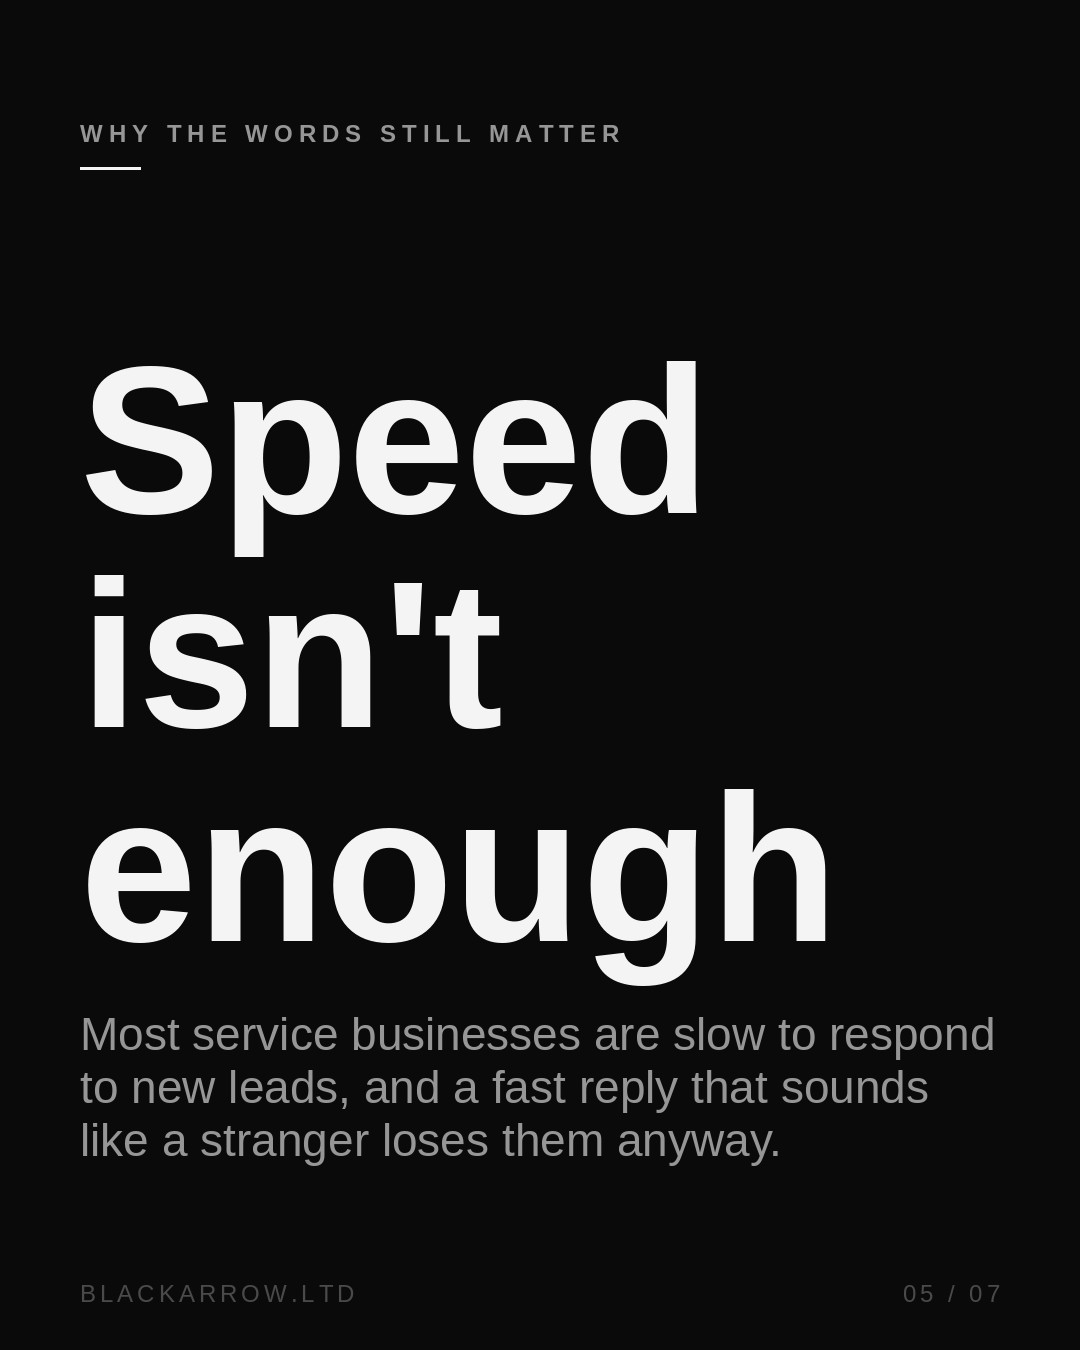 WHY THE WORDS STILL MATTER
Speed
isn't
enough
Most service businesses are slow to respond
to new leads, and a fast reply that sounds
like a stranger loses them anyway.
BLACKARROW.LTD
05 / 07